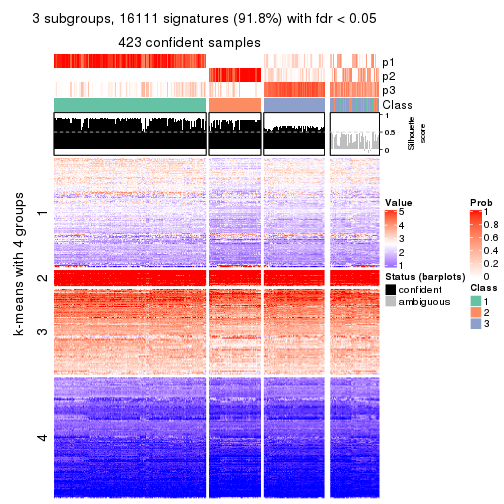 3 subgroups, 16111 signatures (91.8%) with fdr < 0.05
423 confident samples
p1
p2
p3
Class
1
0.5
0
Silhouette
score
k-means with 4 groups
1
2
3
4
Value
5
4
3
2
1
Status (barplots)
confident
ambiguous
Prob
1
0.8
0.6
0.4
0.2
0
Class
1
2
3